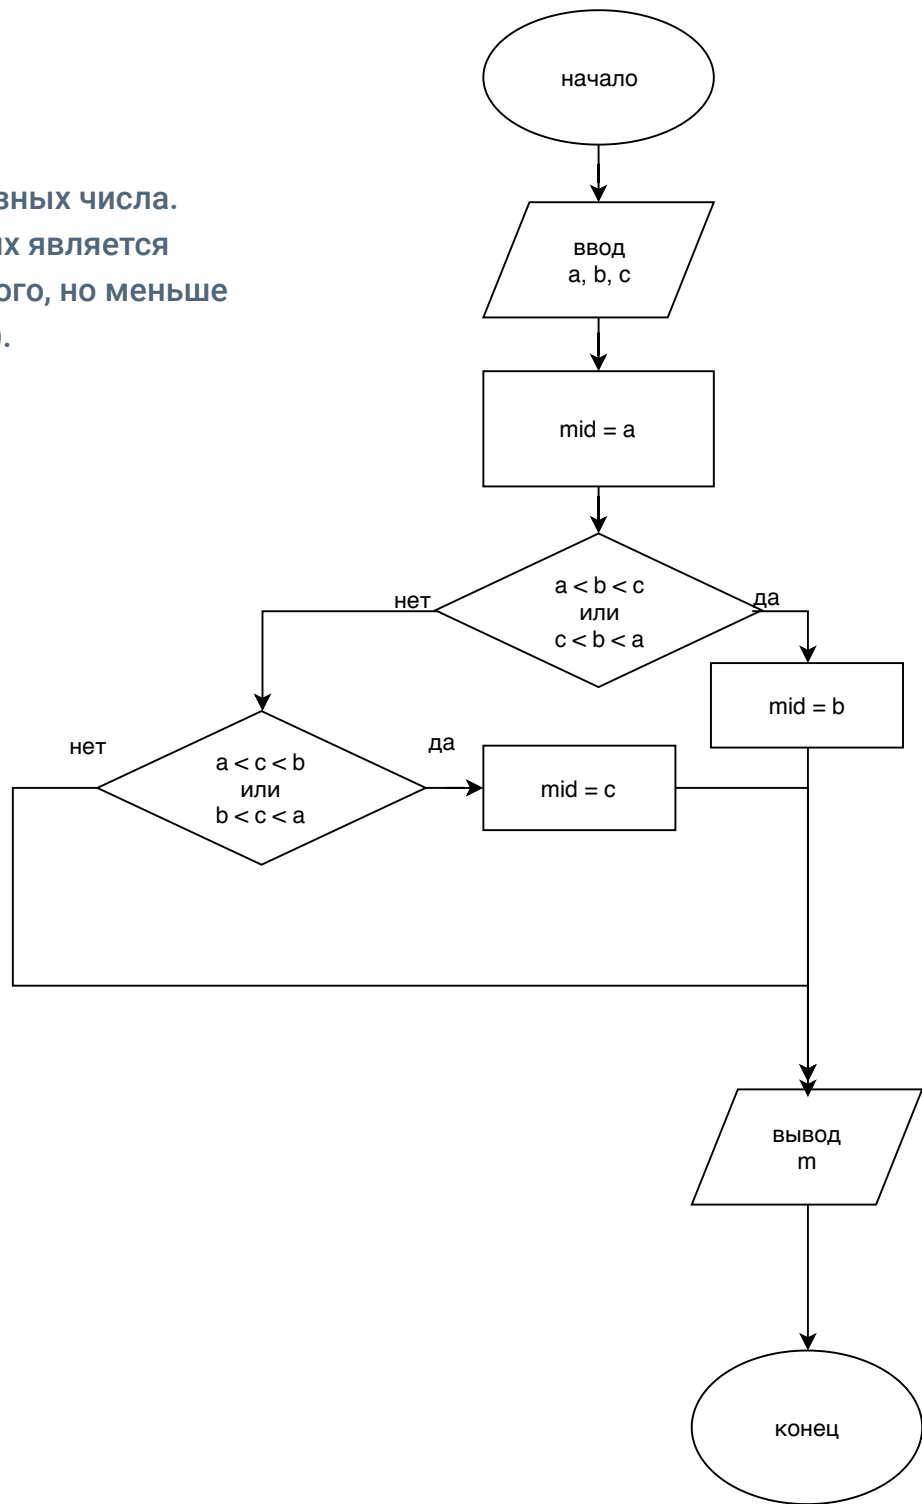 начало
зных числа.
их является
ого, но меньше
).
ввод
a, b, c
mid = a
a < b < c
или
c < b < a
нет
да
mid = b
нет
a < c < b
или
b < c < a
да
mid = c
вывод
m
конец